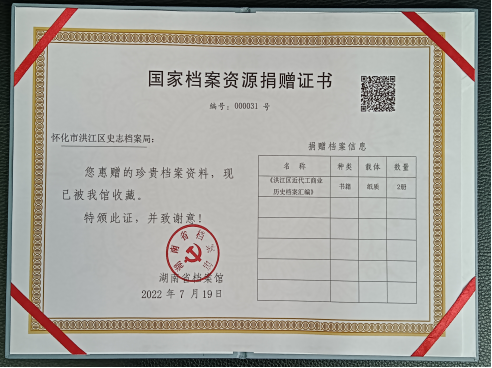 国家档案资源捐赠证书
编号：000031 号
怀化市洪江区史志档案局：
您惠赠的珍贵档案资料，现
已被我馆收藏。
特颁此证，并致谢意！
湖南省档案馆
2022 年 7 月 19 日
捐赠档案信息
名 称 种类 载体 数量
《洪江区近代工商业
历史档案汇编》 书籍 纸质 2册